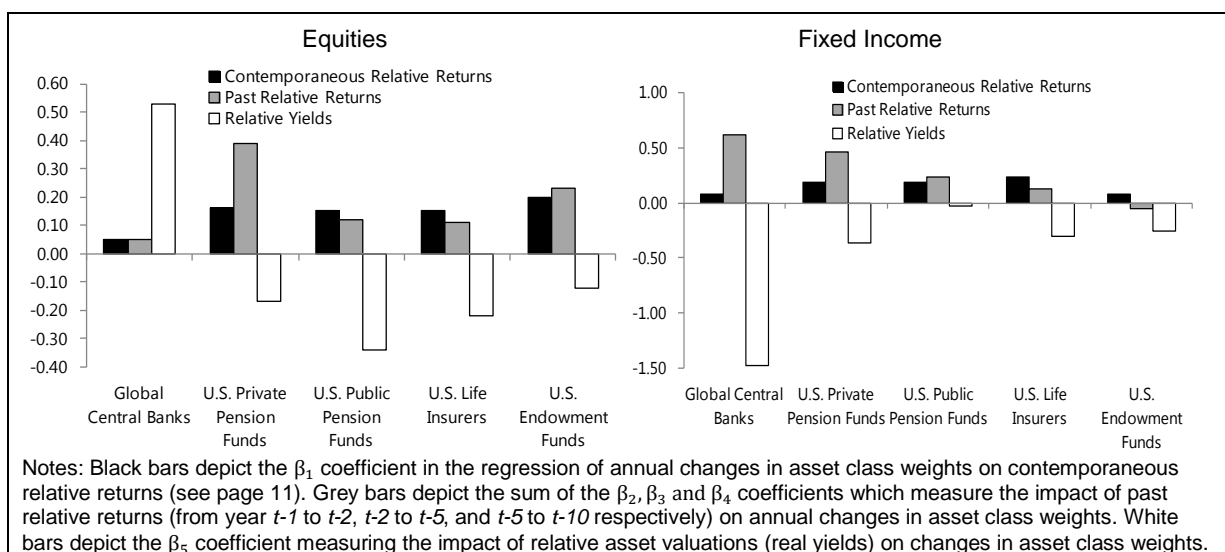 Equities
Contemporaneous Relative Returns
Past Relative Returns
Relative Yields
0.60
0.50
0.40
0.30
0.20
0.10
0.00
-0.10
-0.20
-0.30
-0.40
Global
Central Banks
U.S. Private
Pension
Funds
U.S. Public
Pension
Funds
U.S. Life
Insurers
U.S.
Endowment
Funds
Fixed Income
Contemporaneous Relative Returns
Past Relative Returns
Relative Yields
1.00
0.50
0.00
-0.50
-1.00
-1.50
Global Central
Banks
U.S. Private
Pension Funds
U.S. Public
Pension Funds
U.S. Life
Insurers
U.S.
Endowment
Funds
Notes: Black bars depict the β₁ coefficient in the regression of annual changes in asset class weights on contemporaneous
relative returns (see page 11). Grey bars depict the sum of the β₂, β₃ and β₄ coefficients which measure the impact of past
relative returns (from year t-1 to t-2, t-2 to t-5, and t-5 to t-10 respectively) on annual changes in asset class weights. White
bars depict the β₅ coefficient measuring the impact of relative asset valuations (real yields) on changes in asset class weights.